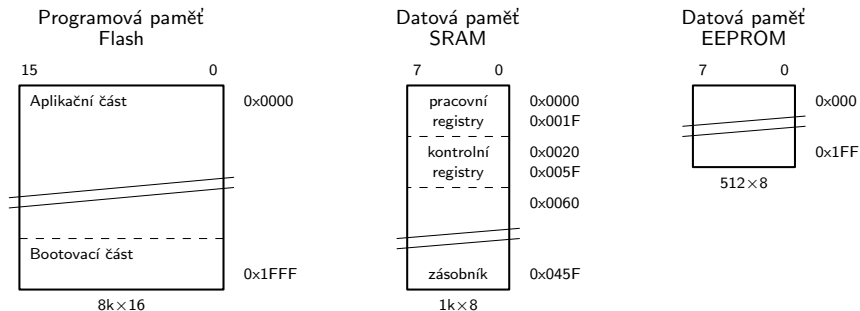 Programová paměť
Flash
15 0
Aplikační část
0x0000
Bootovací část
0x1FFF
8k×16
Datová paměť
SRAM
7 0
pracovní
registry
0x0000
0x001F
kontrolní
registry
0x0020
0x005F
0x0060
zásobník
0x045F
1k×8
Datová paměť
EEPROM
7 0
0x000
0x1FF
512×8